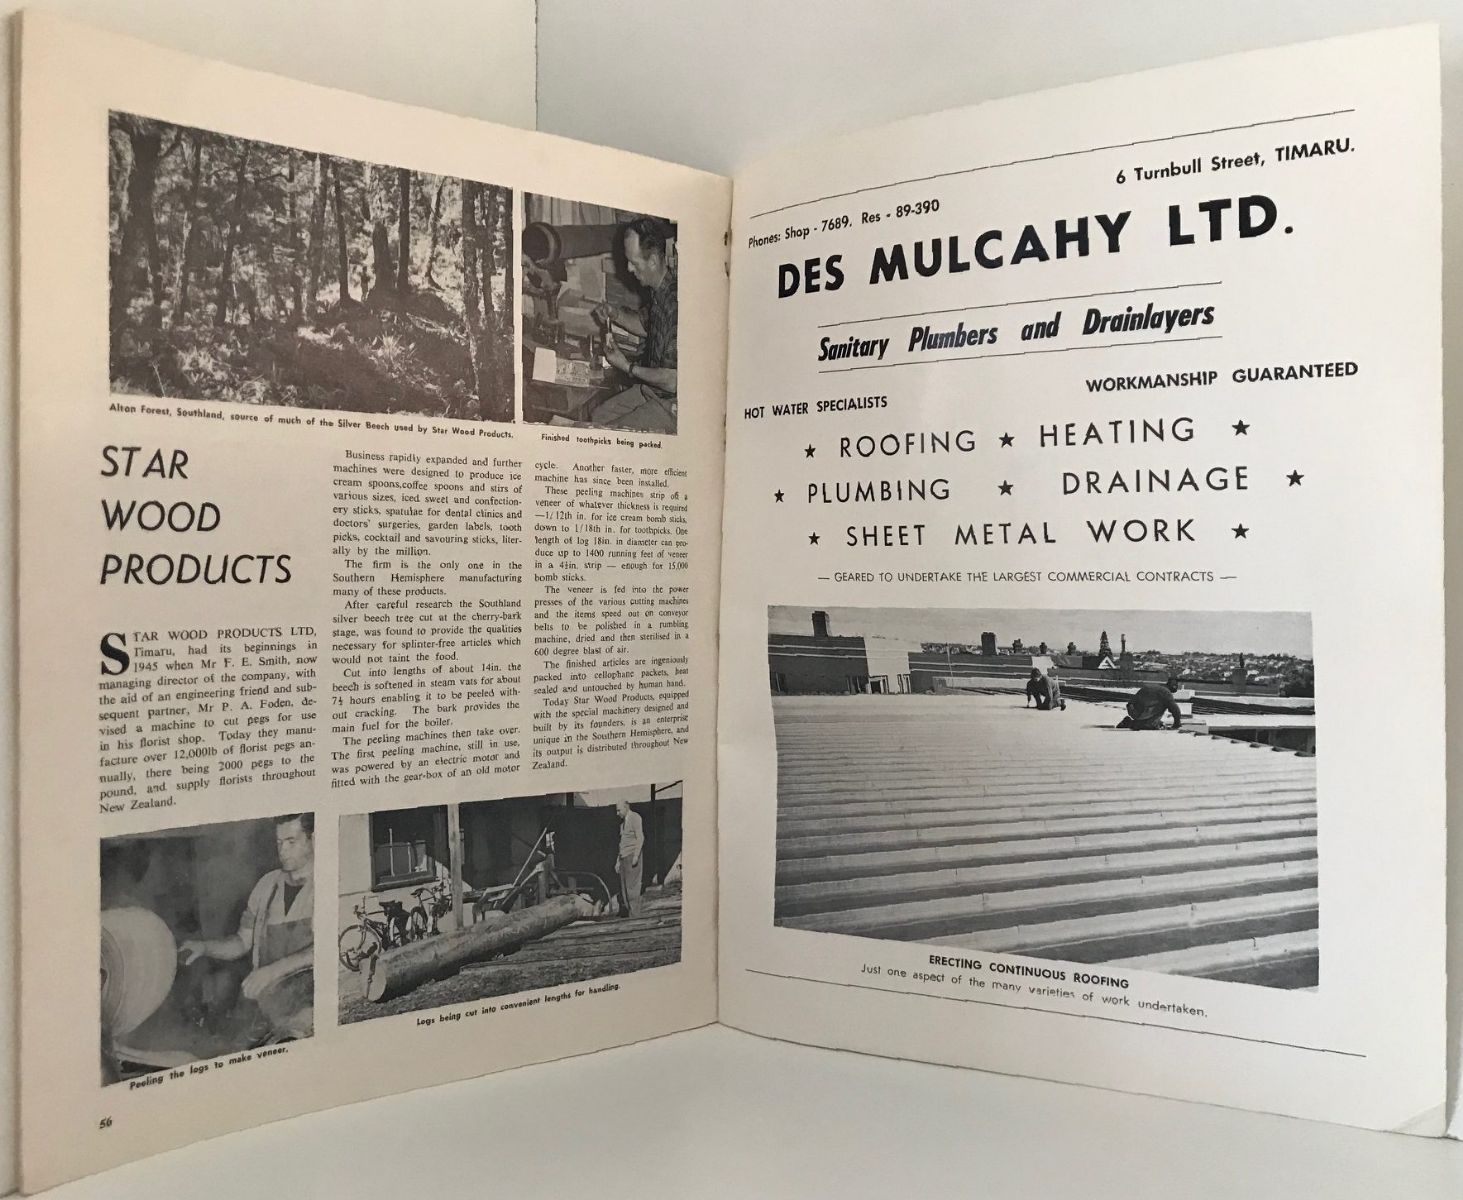 Alton Forest, Southland, source of much of the Silver Beech used by Star Wood Products.
Finished toothpicks being packed.
STAR
WOOD
PRODUCTS
STAR WOOD PRODUCTS LTD,
Timaru, had its beginnings in
1945 when Mr F. E. Smith, now
managing director of the company, with
the aid of an engineering friend and sub-
sequent partner, Mr P. A. Foden, de-
vised a machine to cut pegs for use
in his florist shop. Today they manu-
facture over 12,000lb of florist pegs an-
nually, there being 2000 pegs to the
pound, and supply florists throughout
New Zealand.
Business rapidly expanded and further
machines were designed to produce ice
cream spoons,coffee spoons and stirs of
various sizes, iced sweet and confection-
ery sticks, spatulae for dental clinics and
doctors' surgeries, garden labels, tooth
picks, cocktail and savouring sticks, liter-
ally by the million.
The firm is the only one in the
Southern Hemisphere manufacturing
many of these products.
After careful research the Southland
silver beech tree cut at the cherry-bark
stage, was found to provide the qualities
necessary for splinter-free articles which
would not taint the food.
Cut into lengths of about 14in. the
beech is softened in steam vats for about
7½ hours enabling it to be peeled with-
out cracking. The bark provides the
main fuel for the boiler.
The peeling machines then take over.
The first peeling machine, still in use,
was powered by an electric motor and
fitted with the gear-box of an old motor
cycle. Another faster, more efficient
machine has since been installed.
These peeling machines strip off a
veneer of whatever thickness is required
—1/12th in. for ice cream bomb sticks,
down to 1/18th in. for toothpicks. One
length of log 18in. in diameter can pro-
duce up to 1400 running feet of veneer
in a 4½in. strip — enough for 15,000
bomb sticks.
The veneer is fed into the power
presses of the various cutting machines
and the items speed out on conveyor
belts to be polished in a rumbling
machine, dried and then sterilised in a
600 degree blast of air.
The finished articles are ingeniously
packed into cellophane packets, heat
sealed and untouched by human hand.
Today Star Wood Products, equipped
with the special machinery designed and
built by its founders, is an enterprise
unique in the Southern Hemisphere, and
its output is distributed throughout New
Zealand.
Peeling the logs to make veneer.
Logs being cut into convenient lengths for handling.
56
6 Turnbull Street, TIMARU.
Phones: Shop - 7689. Res - 89-390
DES MULCAHY LTD.
Sanitary Plumbers and Drainlayers
WORKMANSHIP GUARANTEED
HOT WATER SPECIALISTS
★ ROOFING ★ HEATING ★
★ PLUMBING ★ DRAINAGE ★
★ SHEET METAL WORK ★
— GEARED TO UNDERTAKE THE LARGEST COMMERCIAL CONTRACTS —
ERECTING CONTINUOUS ROOFING
Just one aspect of the many varieties of work undertaken.